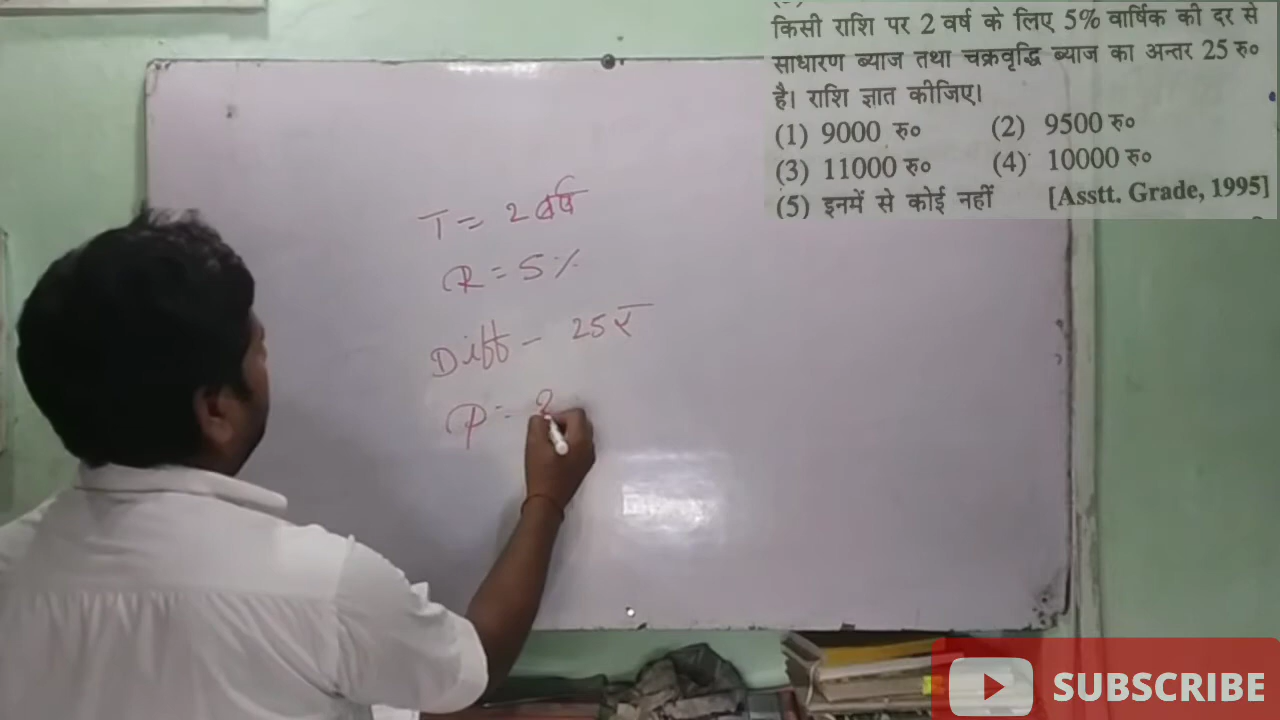 किसी राशि पर 2 वर्ष के लिए 5% वार्षिक की दर से
साधारण ब्याज तथा चक्रवृद्धि ब्याज का अन्तर 25 रु०
है। राशि ज्ञात कीजिए।
(1) 9000 रु० (2) 9500 रु०
(3) 11000 रु० (4) 10000 रु०
(5) इनमें से कोई नहीं [Asstt. Grade, 1995]
T = 2 वर्ष
R = 5%
Diff - 25 ₹
P = ?
SUBSCRIBE